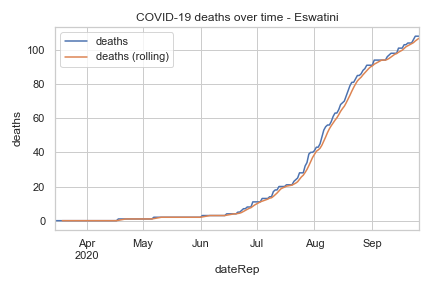 COVID-19 deaths over time - Eswatini
deaths
deaths (rolling)
deaths
100
80
60
40
20
0
Apr May Jun Jul Aug Sep
2020
dateRep